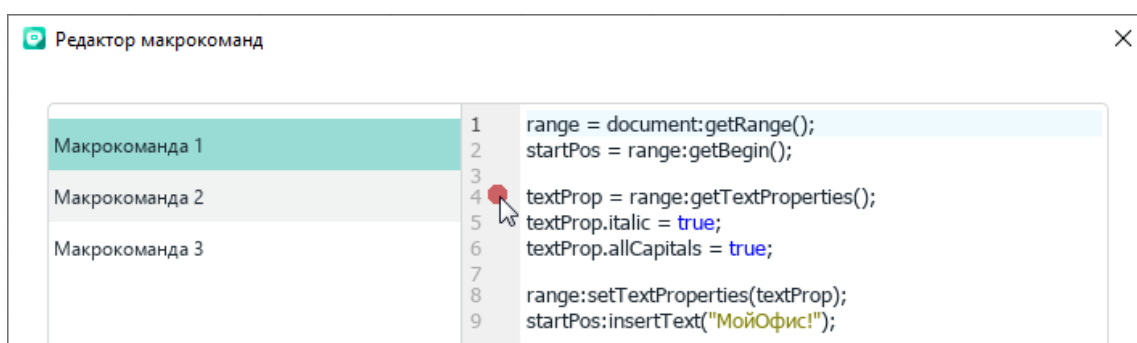 Редактор макрокоманд
Макрокоманда 1
Макрокоманда 2
Макрокоманда 3
1 range = document:getRange();
2 startPos = range:getBegin();
3
4 textProp = range:getTextProperties();
5 textProp.italic = true;
6 textProp.allCapitals = true;
7
8 range:setTextProperties(textProp);
9 startPos:insertText("МойОфис!");